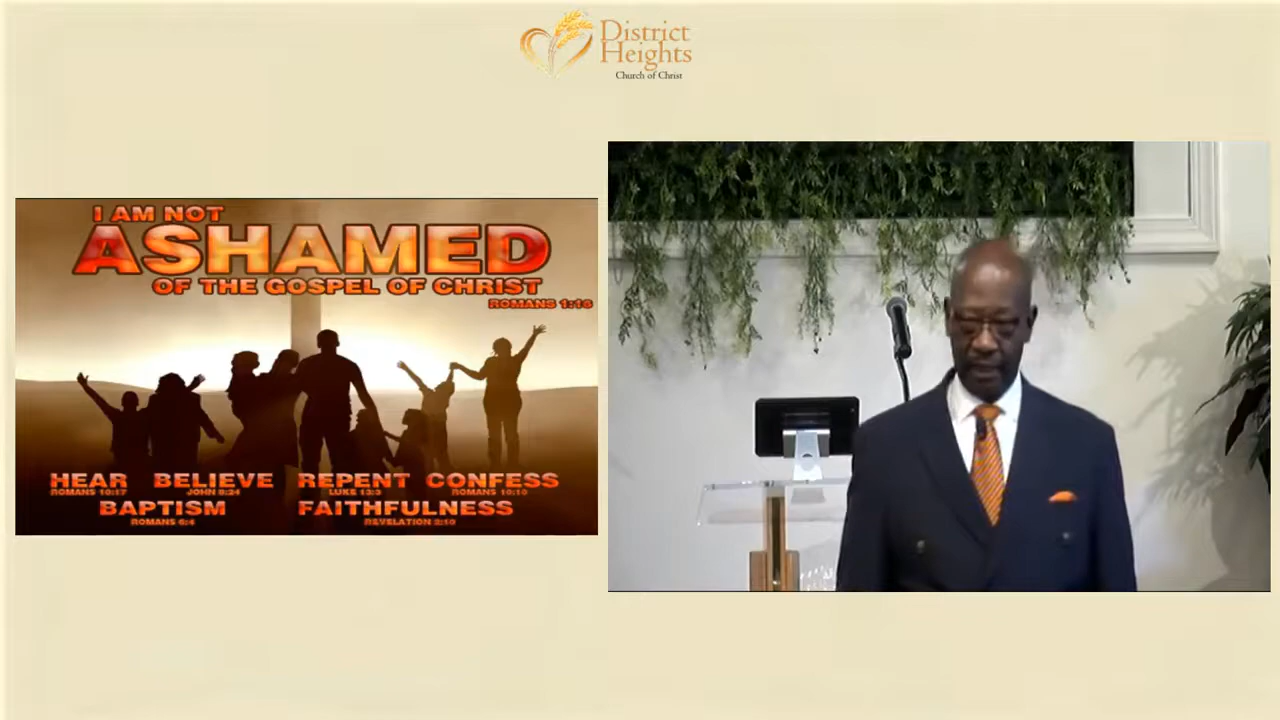 District
Heights
Church of Christ
I AM NOT
ASHAMED
OF THE GOSPEL OF CHRIST
ROMANS 1:16
HEAR BELIEVE REPENT CONFESS
ROMANS 10:17 JOHN 8:24 LUKE 13:3 ROMANS 10:10
BAPTISM FAITHFULNESS
ROMANS 6:4 REVELATION 2:10